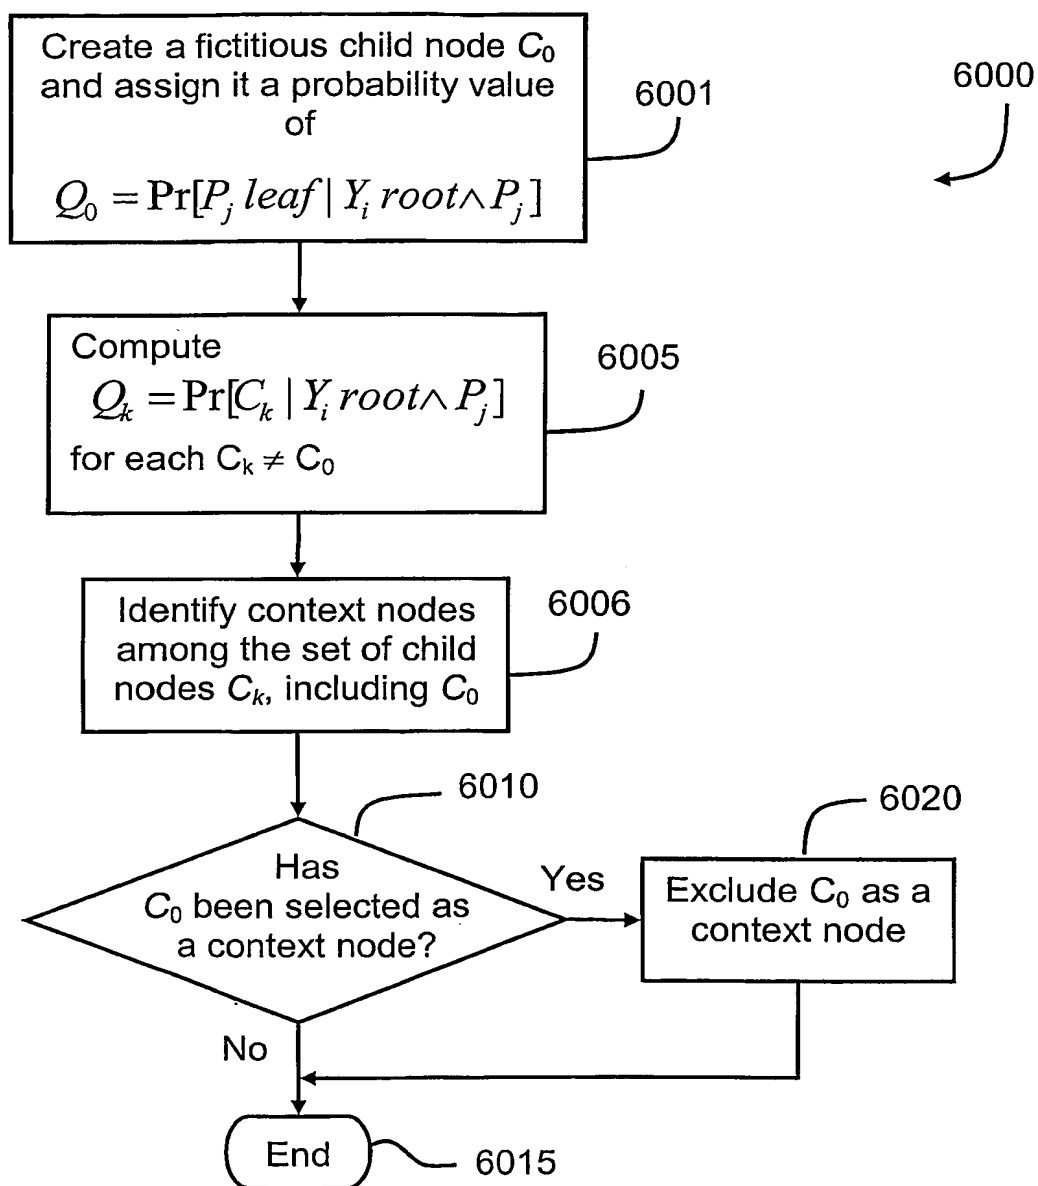 Create a fictitious child node C₀
and assign it a probability value
of
Q₀ = Pr[Pⱼ leaf | Yᵢ root ∧ Pⱼ]
6001
6000
Compute
Qₖ = Pr[Cₖ | Yᵢ root ∧ Pⱼ]
for each Cₖ ≠ C₀
6005
Identify context nodes
among the set of child
nodes Cₖ, including C₀
6006
Has
C₀ been selected as
a context node?
6010
Yes
Exclude C₀ as a
context node
6020
No
End
6015